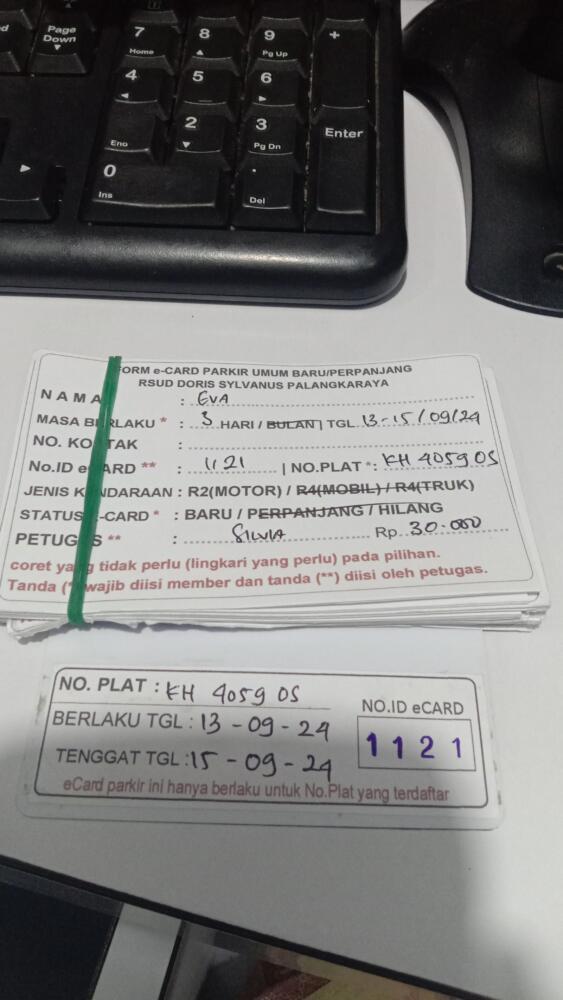 Page Down
7 Home
8
9 Pg Up
+
4
5
6
Eno
2
3 Pg Dn
Enter
0 Ins
. Del
FORM e-CARD PARKIR UMUM BARU/PERPANJANG
RSUD DORIS SYLVANUS PALANGKARAYA
NAMA : EVA
MASA BERLAKU * : 3 HARI / BULAN | TGL 13-15/09/24
NO. KONTAK :
No.ID eCARD ** : 1121 | NO.PLAT *: KH 4059 OS
JENIS KENDARAAN : R2(MOTOR) / R4(MOBIL) / R4(TRUK)
STATUS E-CARD * : BARU / PERPANJANG / HILANG
PETUGAS ** : SILVIA Rp. 30.000
coret yang tidak perlu (lingkari yang perlu) pada pilihan.
Tanda (*) wajib diisi member dan tanda (**) diisi oleh petugas.
NO. PLAT : KH 4059 OS
NO.ID eCARD
BERLAKU TGL : 13 - 09 - 24
1121
TENGGAT TGL : 15 - 09 - 24
eCard parkir ini hanya berlaku untuk No.Plat yang terdaftar